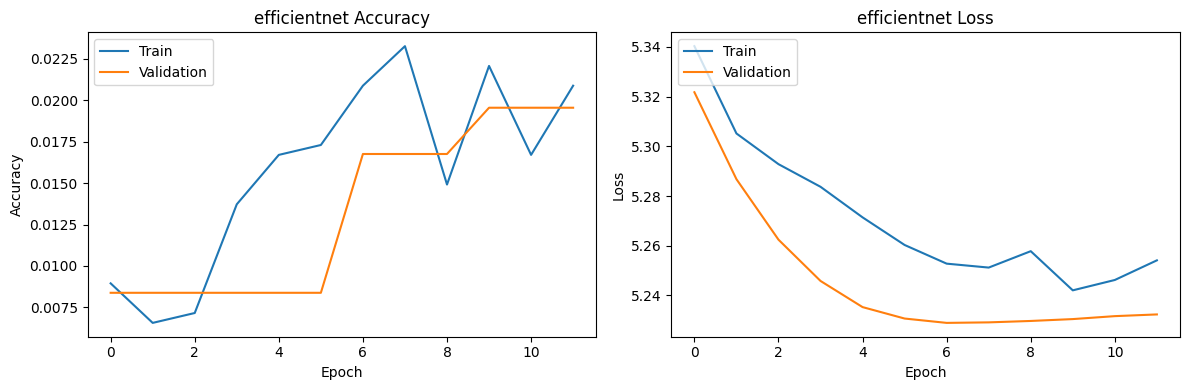 efficientnet Accuracy
Train
Validation
0.0225
0.0200
0.0175
0.0150
0.0125
0.0100
0.0075
Accuracy
0 2 4 6 8 10
Epoch
efficientnet Loss
Train
Validation
5.34
5.32
5.30
5.28
5.26
5.24
Loss
0 2 4 6 8 10
Epoch